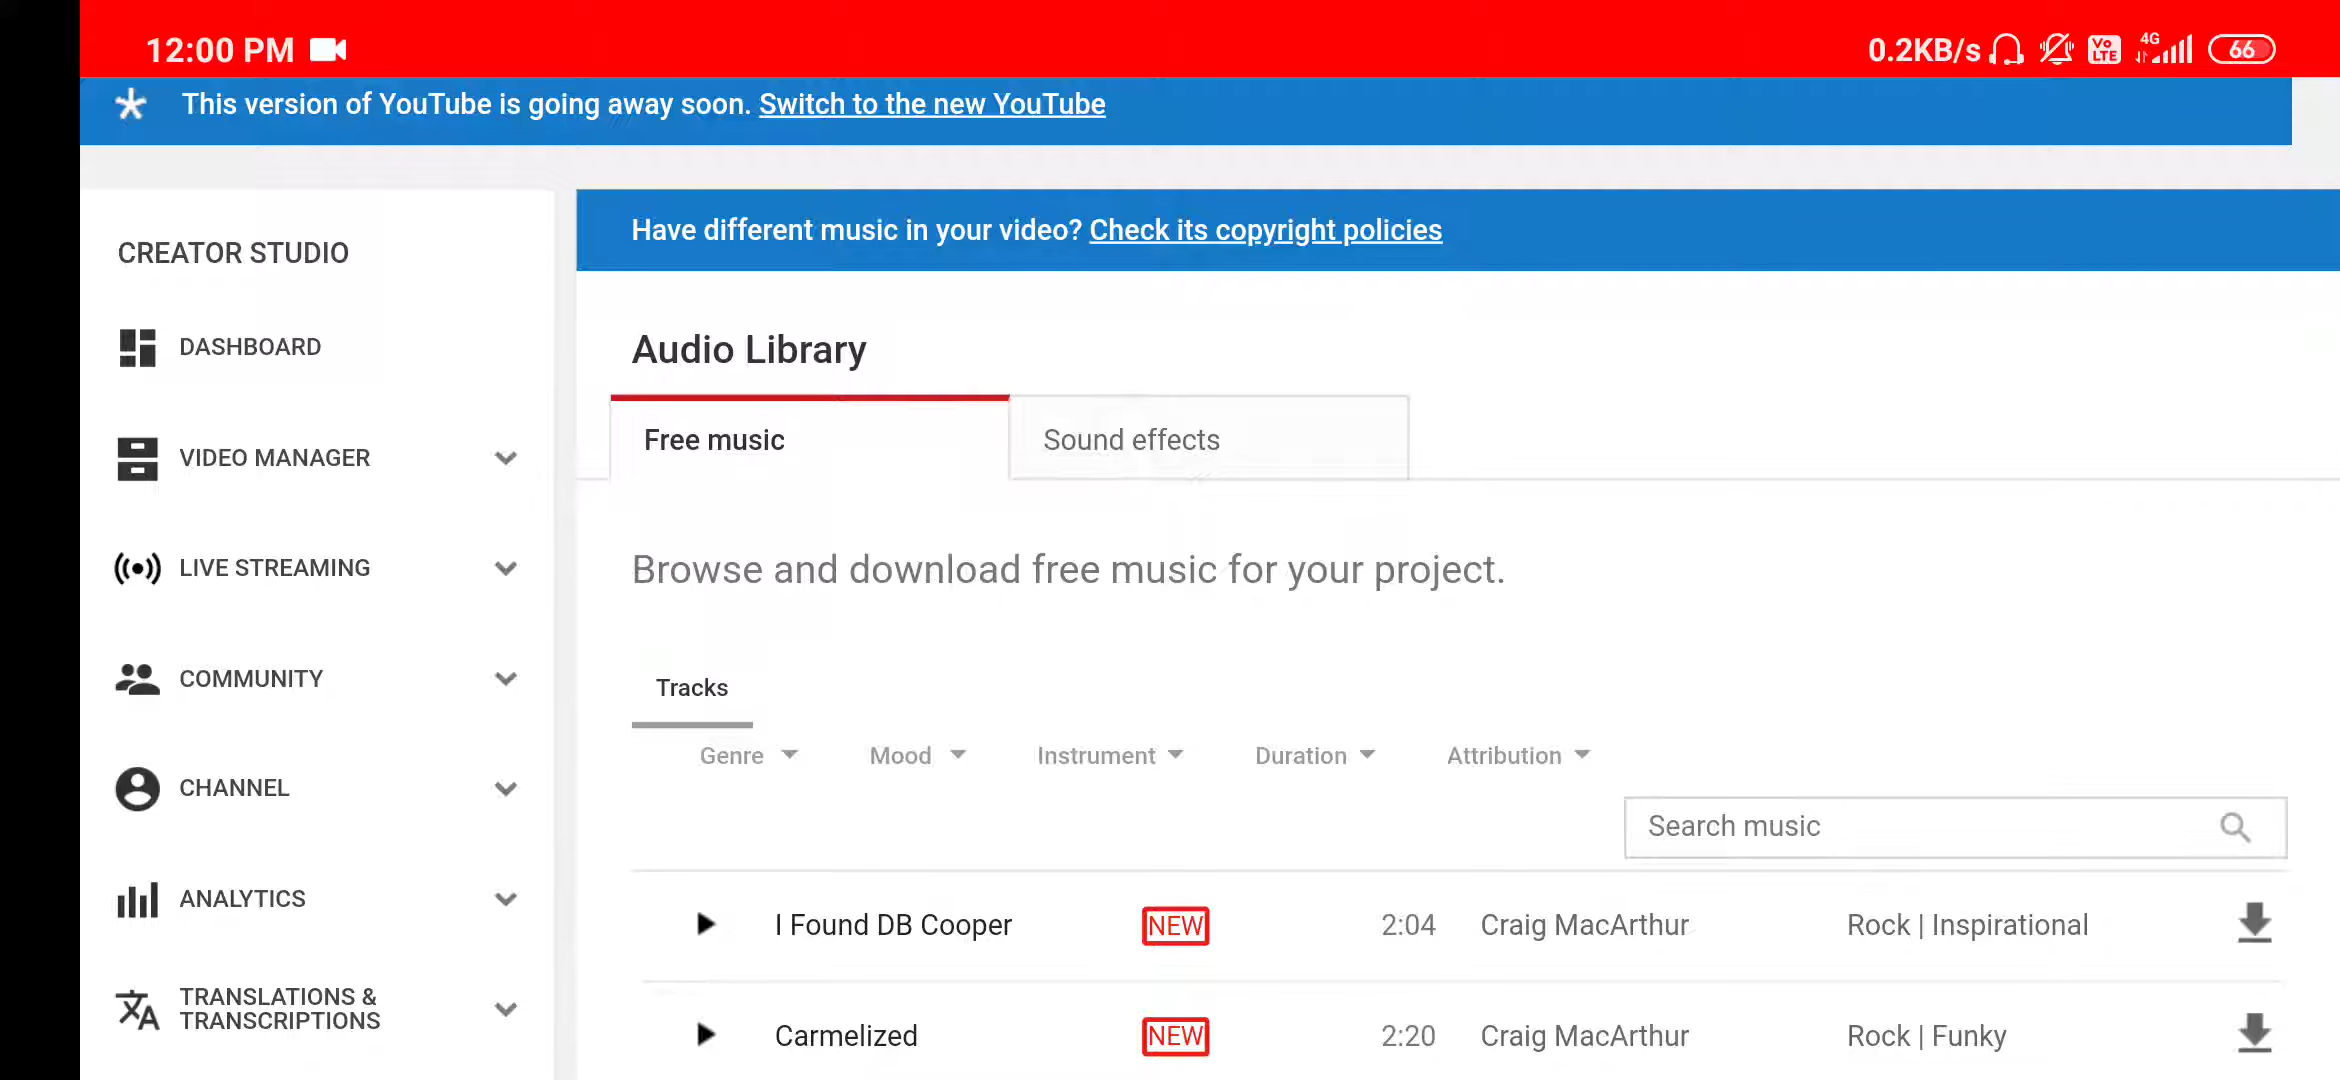 12:00 PM 0.2KB/s Vo LTE 4G 66
This version of YouTube is going away soon. Switch to the new YouTube
Have different music in your video? Check its copyright policies
CREATOR STUDIO
DASHBOARD
VIDEO MANAGER
LIVE STREAMING
COMMUNITY
CHANNEL
ANALYTICS
TRANSLATIONS &
TRANSCRIPTIONS
Audio Library
Free music Sound effects
Browse and download free music for your project.
Tracks
Genre Mood Instrument Duration Attribution
Search music
I Found DB Cooper NEW 2:04 Craig MacArthur Rock | Inspirational
Carmelized NEW 2:20 Craig MacArthur Rock | Funky